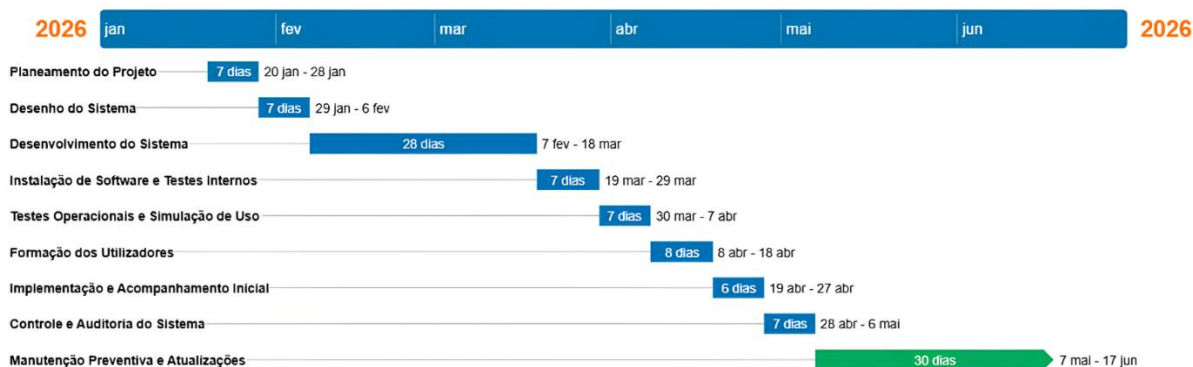 2026 jan fev mar abr mai jun 2026
Planeamento do Projeto 7 dias 20 jan - 28 jan
Desenho do Sistema 7 dias 29 jan - 6 fev
Desenvolvimento do Sistema 28 dias 7 fev - 18 mar
Instalação de Software e Testes Internos 7 dias 19 mar - 29 mar
Testes Operacionais e Simulação de Uso 7 dias 30 mar - 7 abr
Formação dos Utilizadores 8 dias 8 abr - 18 abr
Implementação e Acompanhamento Inicial 6 dias 19 abr - 27 abr
Controle e Auditoria do Sistema 7 dias 28 abr - 6 mai
Manutenção Preventiva e Atualizações 30 dias 7 mai - 17 jun